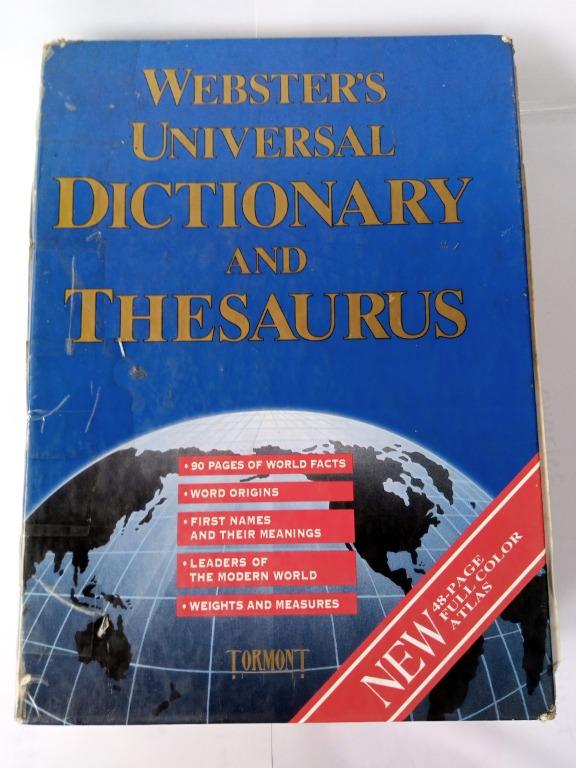 WEBSTER'S
UNIVERSAL
DICTIONARY
AND
THESAURUS
• 90 PAGES OF WORLD FACTS
• WORD ORIGINS
• FIRST NAMES
AND THEIR MEANINGS
• LEADERS OF
THE MODERN WORLD
• WEIGHTS AND MEASURES
NEW
48-PAGE
FULL COLOR
ATLAS
TORMONT